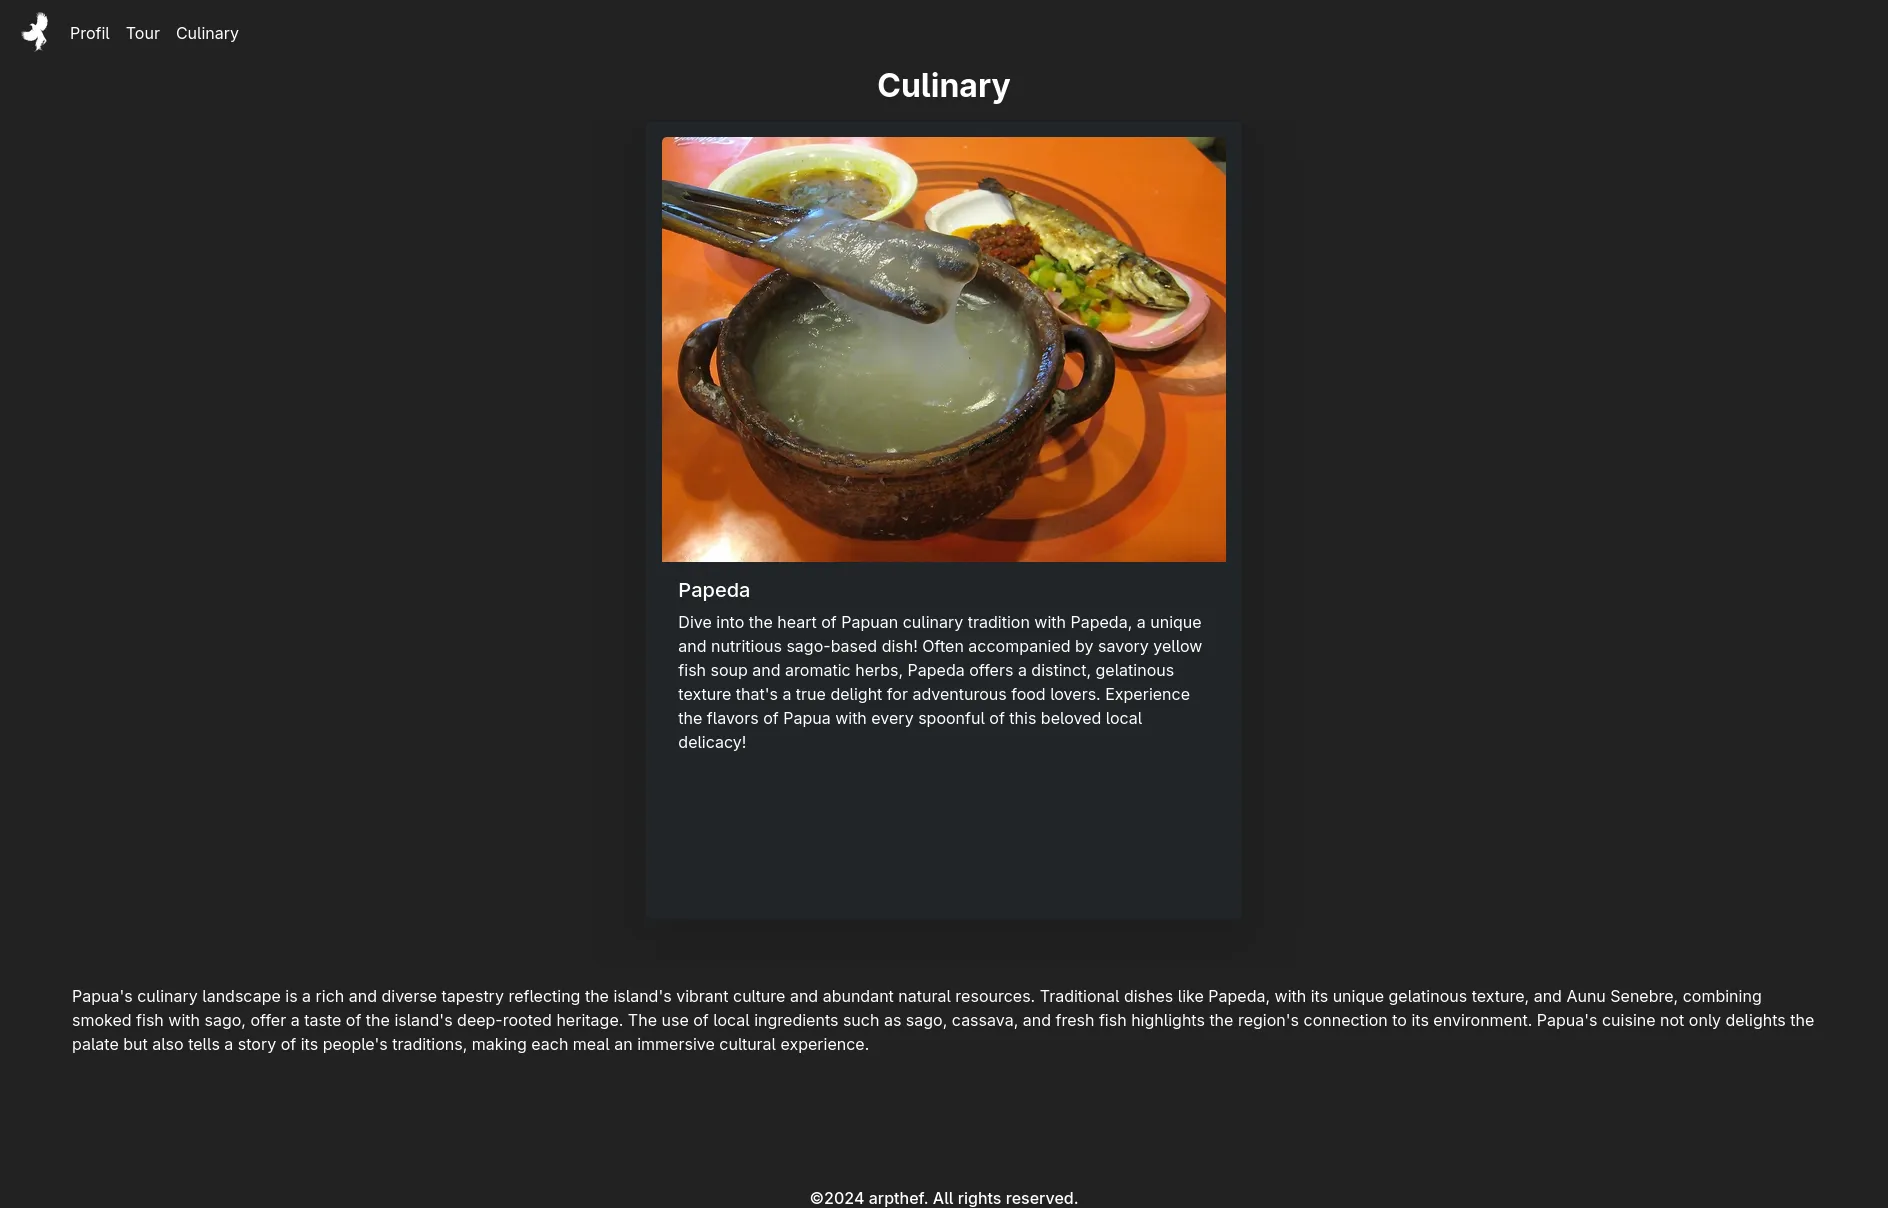 Profil Tour Culinary
Culinary
Papeda
Dive into the heart of Papuan culinary tradition with Papeda, a unique
and nutritious sago-based dish! Often accompanied by savory yellow
fish soup and aromatic herbs, Papeda offers a distinct, gelatinous
texture that's a true delight for adventurous food lovers. Experience
the flavors of Papua with every spoonful of this beloved local
delicacy!
Papua's culinary landscape is a rich and diverse tapestry reflecting the island's vibrant culture and abundant natural resources. Traditional dishes like Papeda, with its unique gelatinous texture, and Aunu Senebre, combining
smoked fish with sago, offer a taste of the island's deep-rooted heritage. The use of local ingredients such as sago, cassava, and fresh fish highlights the region's connection to its environment. Papua's cuisine not only delights the
palate but also tells a story of its people's traditions, making each meal an immersive cultural experience.
©2024 arpthef. All rights reserved.